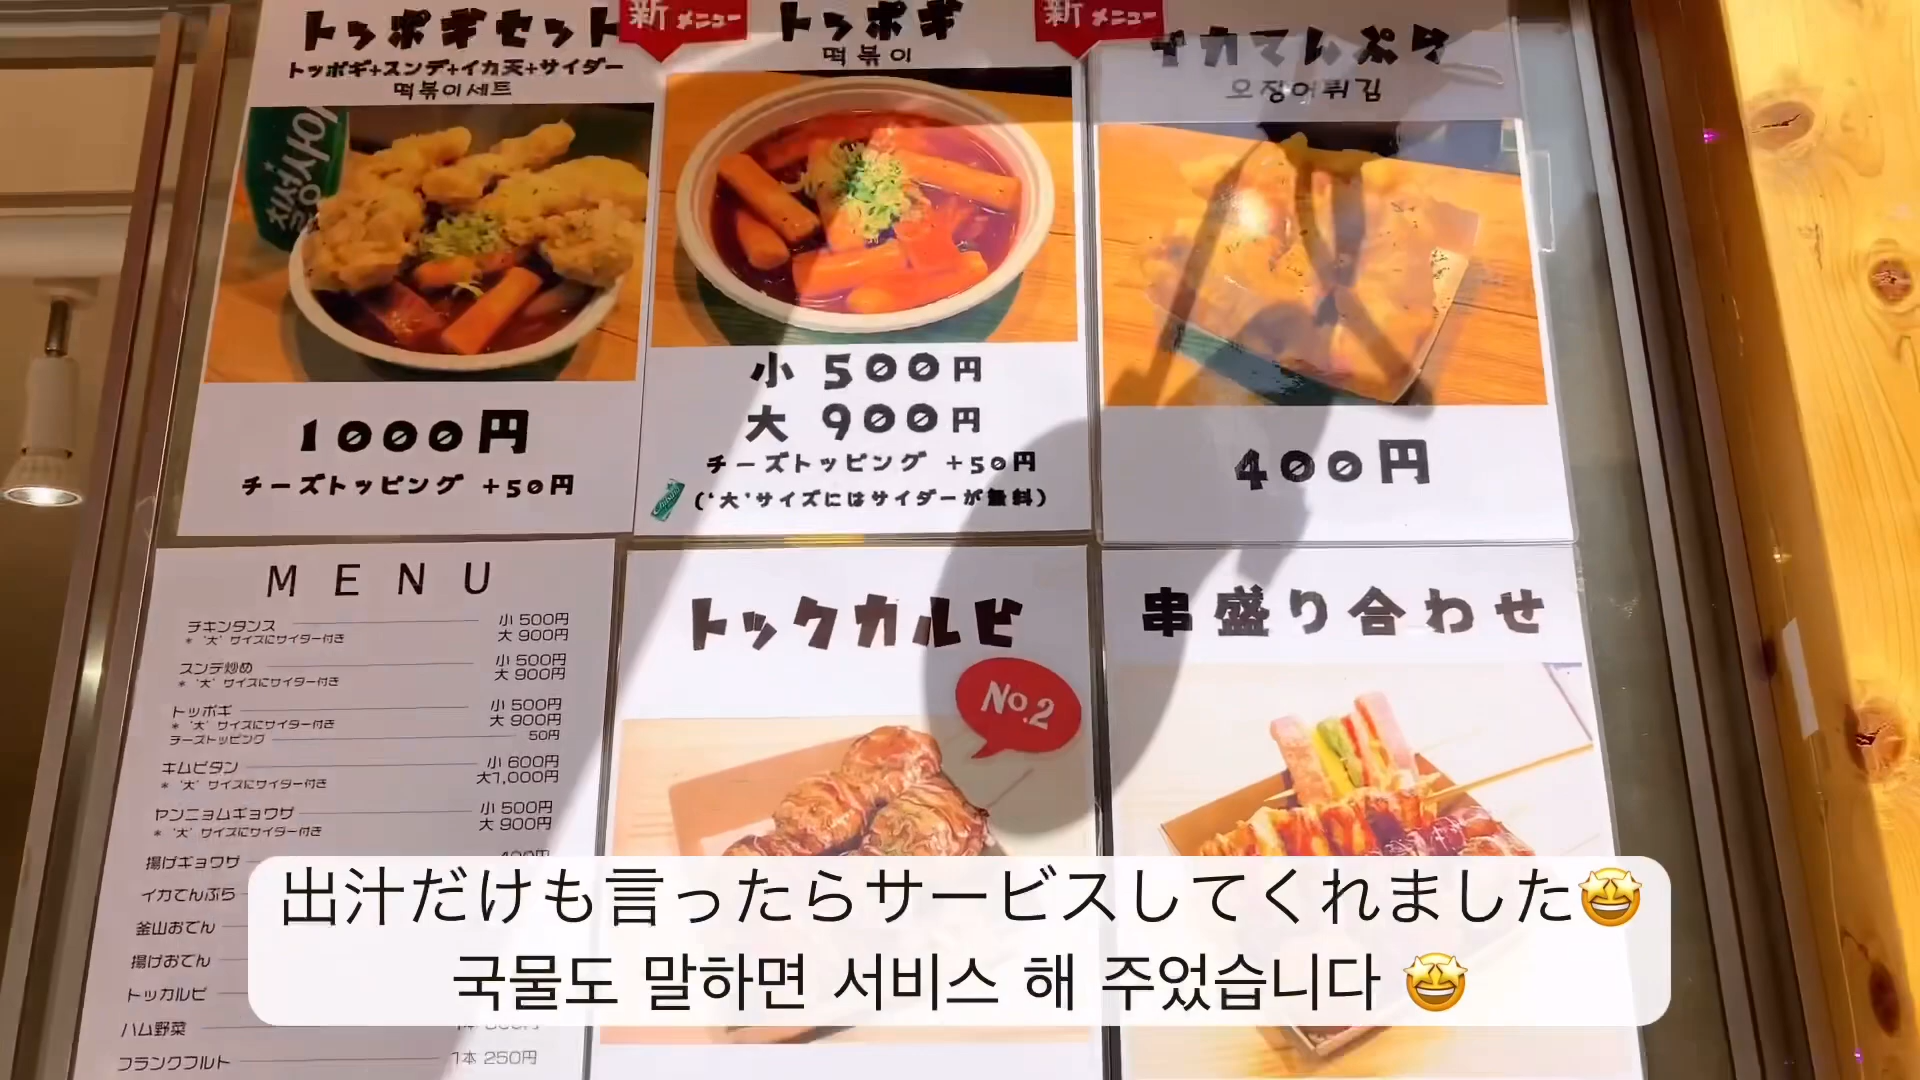 トッポギセット
トッポギ+スンデ+イカ天+サイダー
떡볶이세트
칠성사이
1000円
チーズトッピング +50円
新メニュー
トッポギ
떡볶이
小 500円
大 900円
チーズトッピング +50円
('大'サイズにはサイダーが無料)
新メニュー
イカてんぷら
오징어튀김
400円
MENU
チキンタンス 小 500円
* '大' サイズにサイター付き 大 900円
スンデ炒め 小 500円
* '大' サイズにサイター付き 大 900円
トッポギ 小 500円
* '大' サイズにサイター付き 大 900円
チーズトッピング 50円
キムピタン 小 600円
* '大' サイズにサイター付き 大1,000円
ヤンニョムギョウザ 小 500円
* '大' サイズにサイター付き 大 900円
揚げギョウザ
イカてんぷら
釜山おでん
揚げおでん
トッカルビ
ハム野菜
フランクフルト 1本 250円
トックカルビ
No.2
串盛り合わせ
出汁だけも言ったらサービスしてくれました🤩
국물도 말하면 서비스 해 주었습니다 🤩